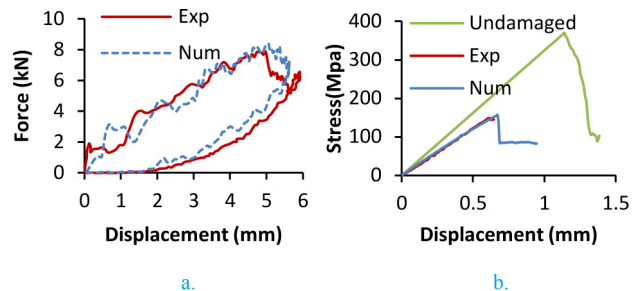 Exp
Num
Force (kN)
10
8
6
4
2
0
0 1 2 3 4 5 6
Displacement (mm)
a.
Undamaged
Exp
Num
Stress(Mpa)
400
300
200
100
0
0 0.5 1 1.5
Displacement (mm)
b.